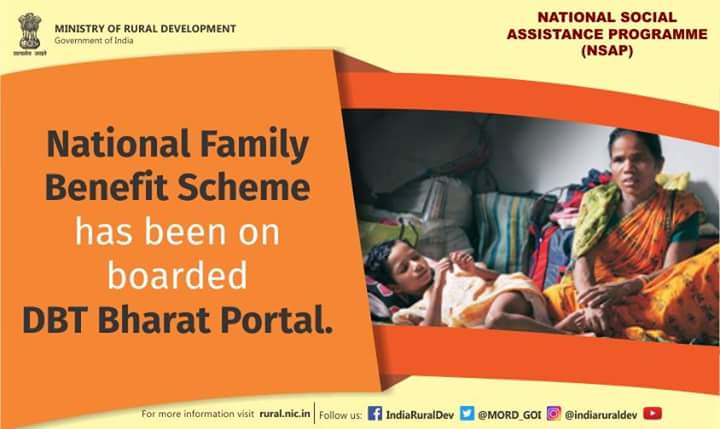 MINISTRY OF RURAL DEVELOPMENT
Government of India
NATIONAL SOCIAL
ASSISTANCE PROGRAMME
(NSAP)
National Family
Benefit Scheme
has been on
boarded
DBT Bharat Portal.
For more information visit rural.nic.in Follow us: IndiaRuralDev @MORD_GOI @indiaruraldev